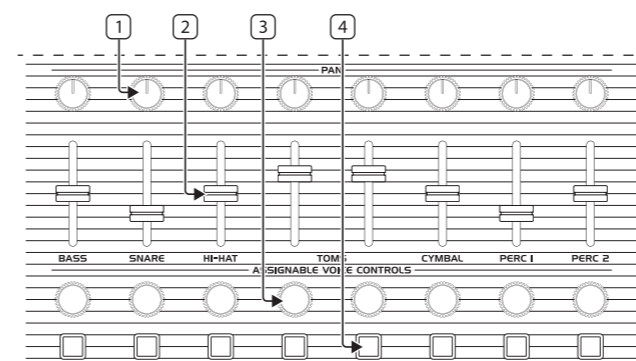 1 2 3 4
PAN
BASS SNARE HI-HAT TOMS CYMBAL PERC 1 PERC 2
ASSIGNABLE VOICE CONTROLS